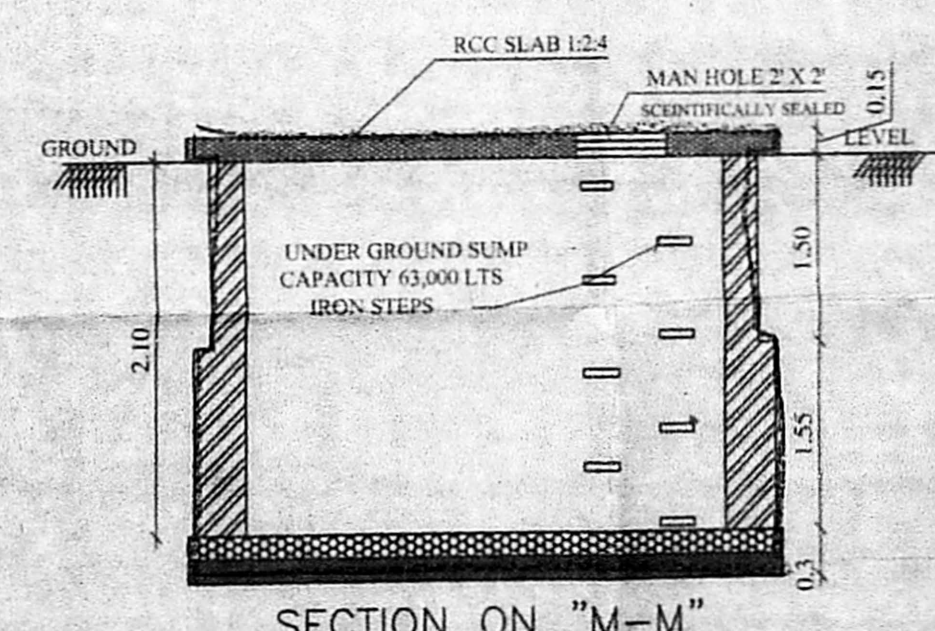 RCC SLAB 1:2:4
MAN HOLE 2' X 2'
SCEINTIFICALLY SEALED
0.15
GROUND
LEVEL
UNDER GROUND SUMP
CAPACITY 63,000 LTS
IRON STEPS
1.50
2.10
1.55
0.3
SECTION ON "M-M"